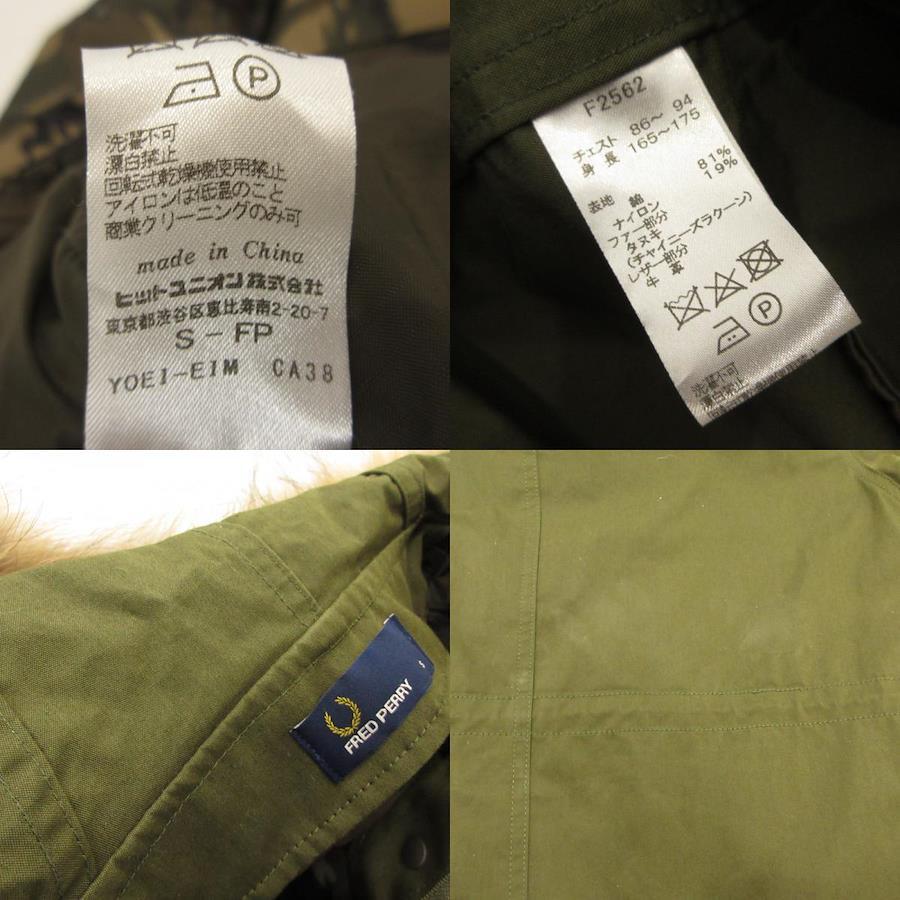 P
洗濯不可
漂白禁止
回転式乾燥機使用禁止
アイロンは低温のこと
商業クリーニングのみ可
made in China
ヒットユニオン株式会社
東京都渋谷区恵比寿南2-20-7
S - FP
YOEI-EIM CA38
F2562
チェスト 86～ 94
身長 165～175
表地 綿 81%
ナイロン 19%
ファー部分
タヌキ
(チャイニーズラクーン)
レザー部分
牛 革
P
洗濯不可
漂白禁止
S
FRED PERRY